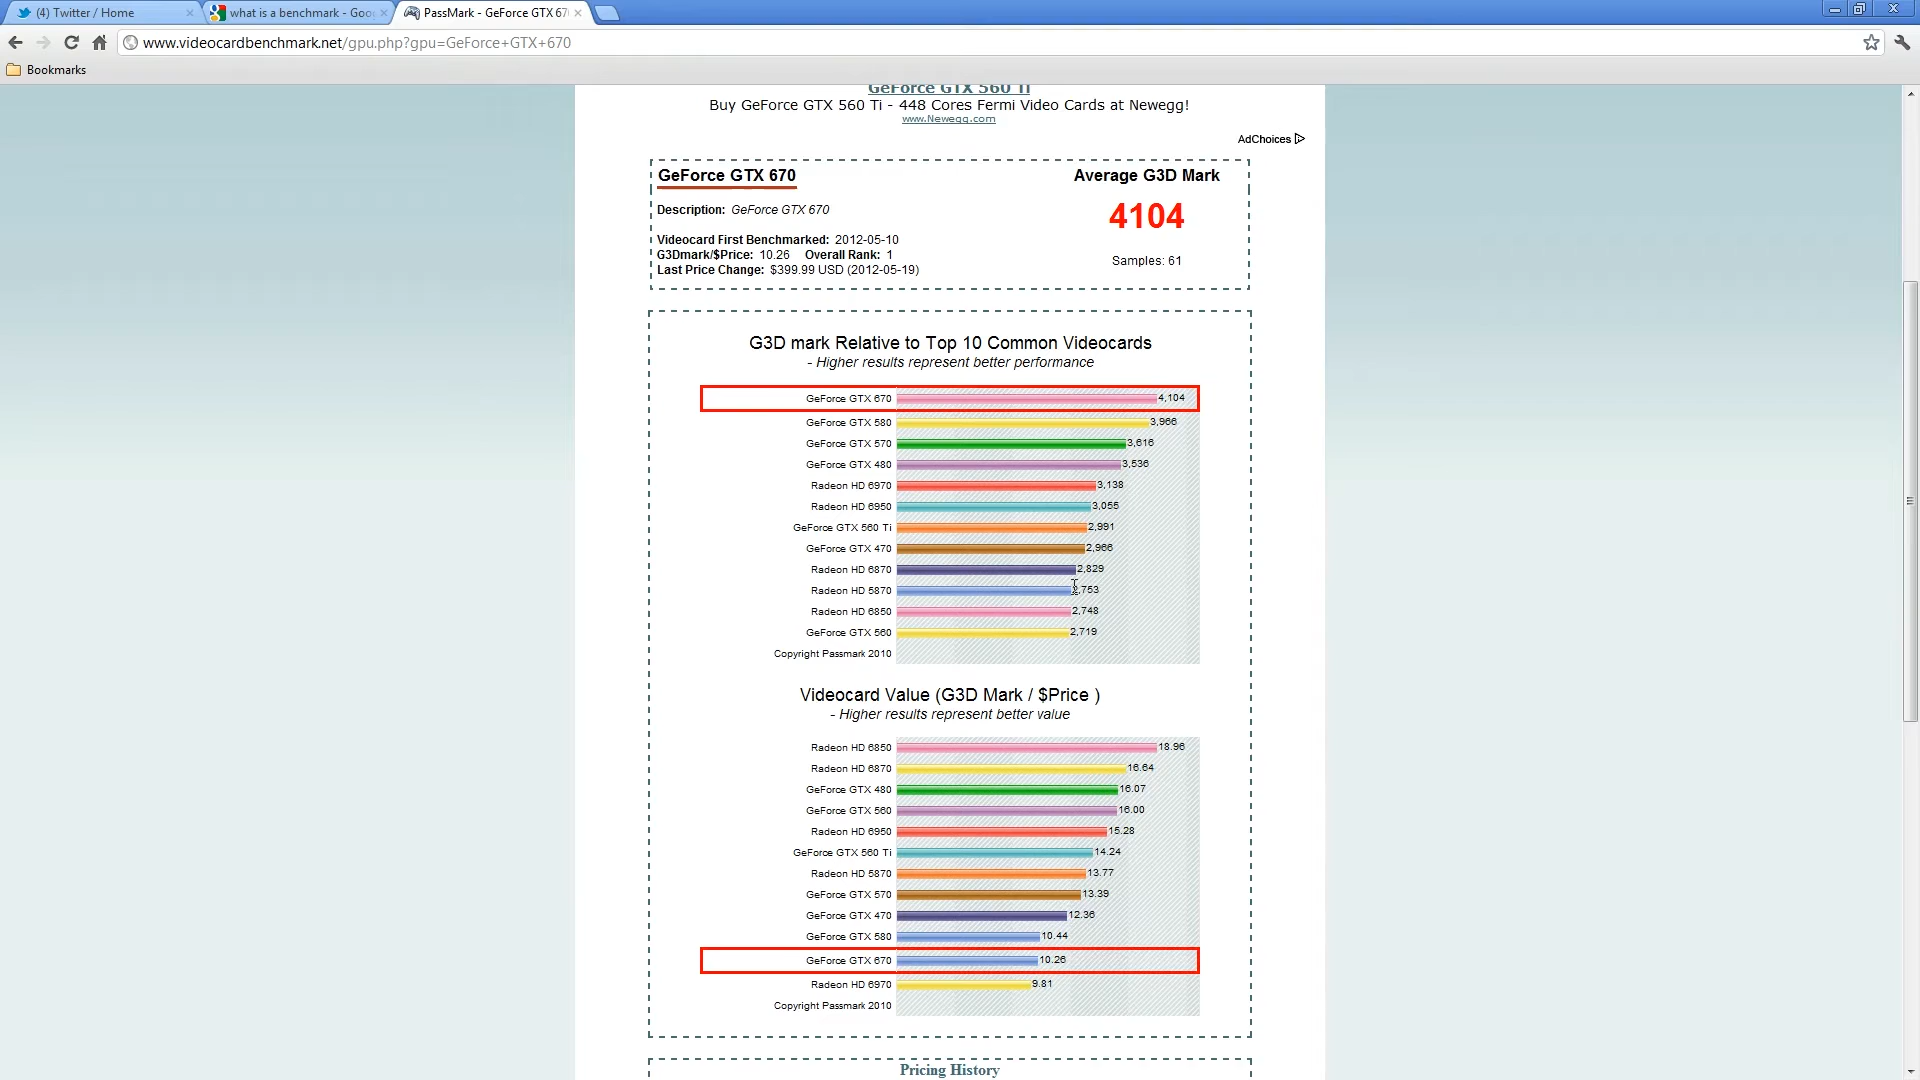 (4) Twitter / Home
what is a benchmark - Goo
PassMark - GeForce GTX 67
www.videocardbenchmark.net/gpu.php?gpu=GeForce+GTX+670
Bookmarks
GeForce GTX 560 Ti
Buy GeForce GTX 560 Ti - 448 Cores Fermi Video Cards at Newegg!
www.Newegg.com
AdChoices
GeForce GTX 670
Average G3D Mark
Description: GeForce GTX 670
4104
Videocard First Benchmarked: 2012-05-10
G3Dmark/$Price: 10.26 Overall Rank: 1
Samples: 61
Last Price Change: $399.99 USD (2012-05-19)
G3D mark Relative to Top 10 Common Videocards
- Higher results represent better performance
GeForce GTX 670 4,104
GeForce GTX 580 3,966
GeForce GTX 570 3,616
GeForce GTX 480 3,536
Radeon HD 6970 3,138
Radeon HD 6950 3,055
GeForce GTX 560 Ti 2,991
GeForce GTX 470 2,966
Radeon HD 6870 2,829
Radeon HD 5870 2,753
Radeon HD 6850 2,748
GeForce GTX 560 2,719
Copyright Passmark 2010
Videocard Value (G3D Mark / $Price )
- Higher results represent better value
Radeon HD 6850 18.96
Radeon HD 6870 16.64
GeForce GTX 480 16.07
GeForce GTX 560 16.00
Radeon HD 6950 15.28
GeForce GTX 560 Ti 14.24
Radeon HD 5870 13.77
GeForce GTX 570 13.39
GeForce GTX 470 12.36
GeForce GTX 580 10.44
GeForce GTX 670 10.26
Radeon HD 6970 9.81
Copyright Passmark 2010
Pricing History